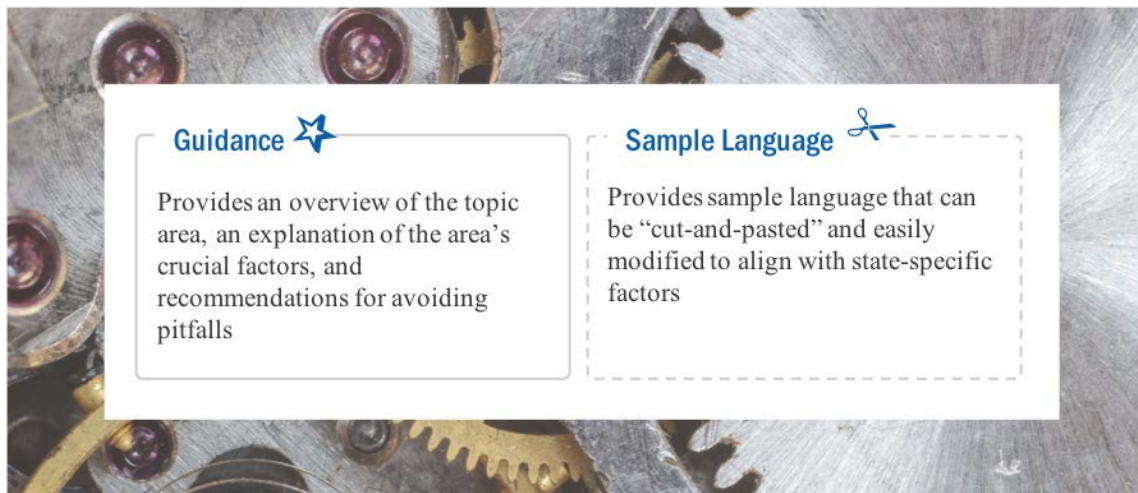 Guidance
Provides an overview of the topic
area, an explanation of the area’s
crucial factors, and
recommendations for avoiding
pitfalls
Sample Language
Provides sample language that can
be “cut-and-pasted” and easily
modified to align with state-specific
factors